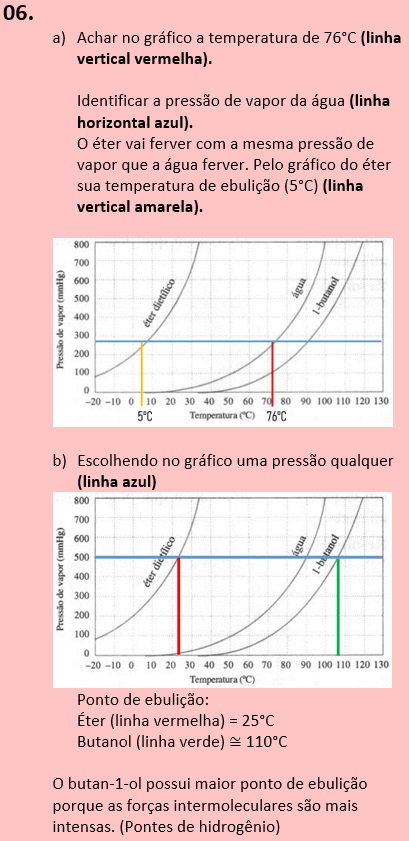 06.
a) Achar no gráfico a temperatura de 76°C (linha
vertical vermelha).
Identificar a pressão de vapor da água (linha
horizontal azul).
O éter vai ferver com a mesma pressão de
vapor que a água ferver. Pelo gráfico do éter
sua temperatura de ebulição (5°C) (linha
vertical amarela).
Pressão de vapor (mmHg)
800
700
600
500
400
300
200
100
0
éter dietílico
água
1-butanol
−20 −10 0 10 20 30 40 50 60 70 80 90 100 110 120 130
5°C Temperatura (°C) 76°C
b) Escolhendo no gráfico uma pressão qualquer
(linha azul)
Pressão de vapor (mmHg)
800
700
600
500
400
300
200
100
0
éter dietílico
água
1-butanol
−20 −10 0 10 20 30 40 50 60 70 80 90 100 110 120 130
Temperatura (°C)
Ponto de ebulição:
Éter (linha vermelha) = 25°C
Butanol (linha verde) ≅ 110°C
O butan-1-ol possui maior ponto de ebulição
porque as forças intermoleculares são mais
intensas. (Pontes de hidrogênio)